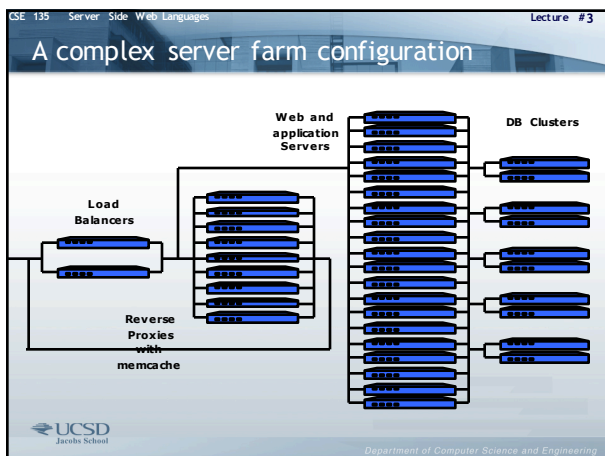 CSE 135 Server Side Web Languages
Lecture #3
A complex server farm configuration
Web and
application
Servers
DB Clusters
Load
Balancers
Reverse
Proxies
with
memcache
UCSD
Jacobs School
Department of Computer Science and Engineering